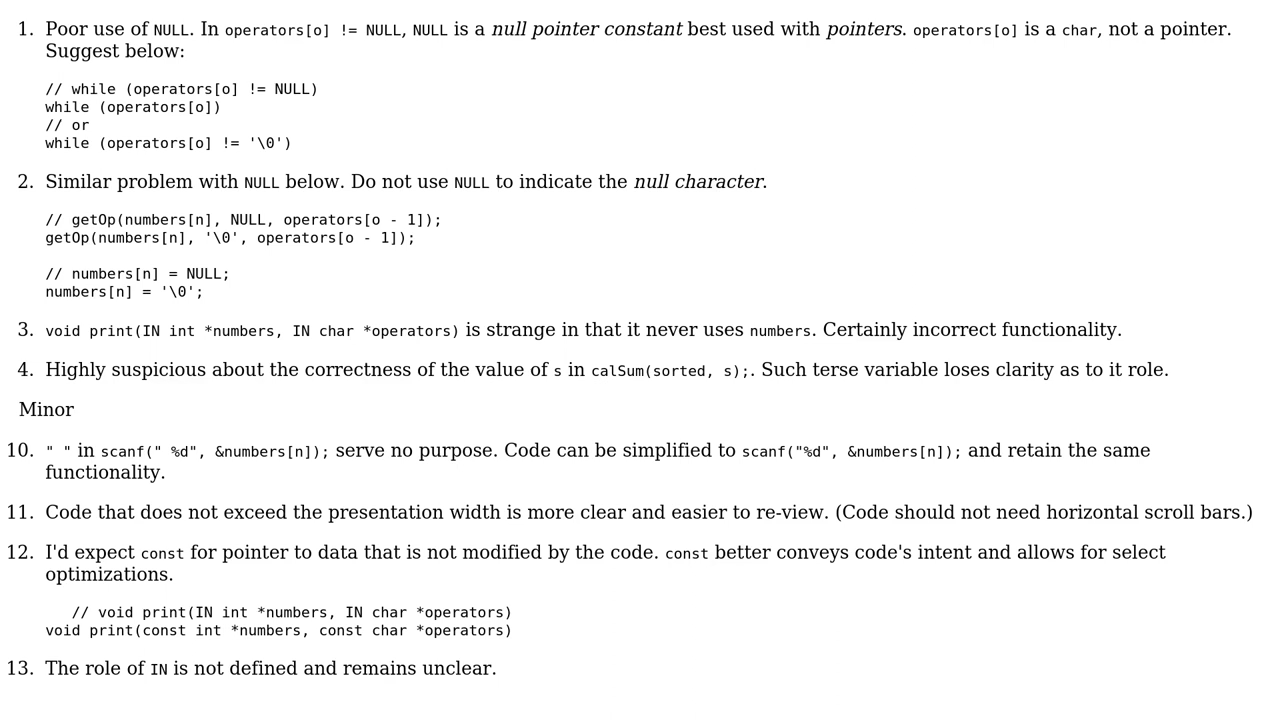 1. Poor use of NULL. In operators[o] != NULL, NULL is a null pointer constant best used with pointers. operators[o] is a char, not a pointer.
Suggest below:
// while (operators[o] != NULL)
while (operators[o])
// or
while (operators[o] != '\0')
2. Similar problem with NULL below. Do not use NULL to indicate the null character.
// getOp(numbers[n], NULL, operators[o - 1]);
getOp(numbers[n], '\0', operators[o - 1]);
// numbers[n] = NULL;
numbers[n] = '\0';
3. void print(IN int *numbers, IN char *operators) is strange in that it never uses numbers. Certainly incorrect functionality.
4. Highly suspicious about the correctness of the value of s in calSum(sorted, s);. Such terse variable loses clarity as to it role.
Minor
10. " " in scanf(" %d", &numbers[n]); serve no purpose. Code can be simplified to scanf("%d", &numbers[n]); and retain the same
functionality.
11. Code that does not exceed the presentation width is more clear and easier to re-view. (Code should not need horizontal scroll bars.)
12. I'd expect const for pointer to data that is not modified by the code. const better conveys code's intent and allows for select
optimizations.
// void print(IN int *numbers, IN char *operators)
void print(const int *numbers, const char *operators)
13. The role of IN is not defined and remains unclear.